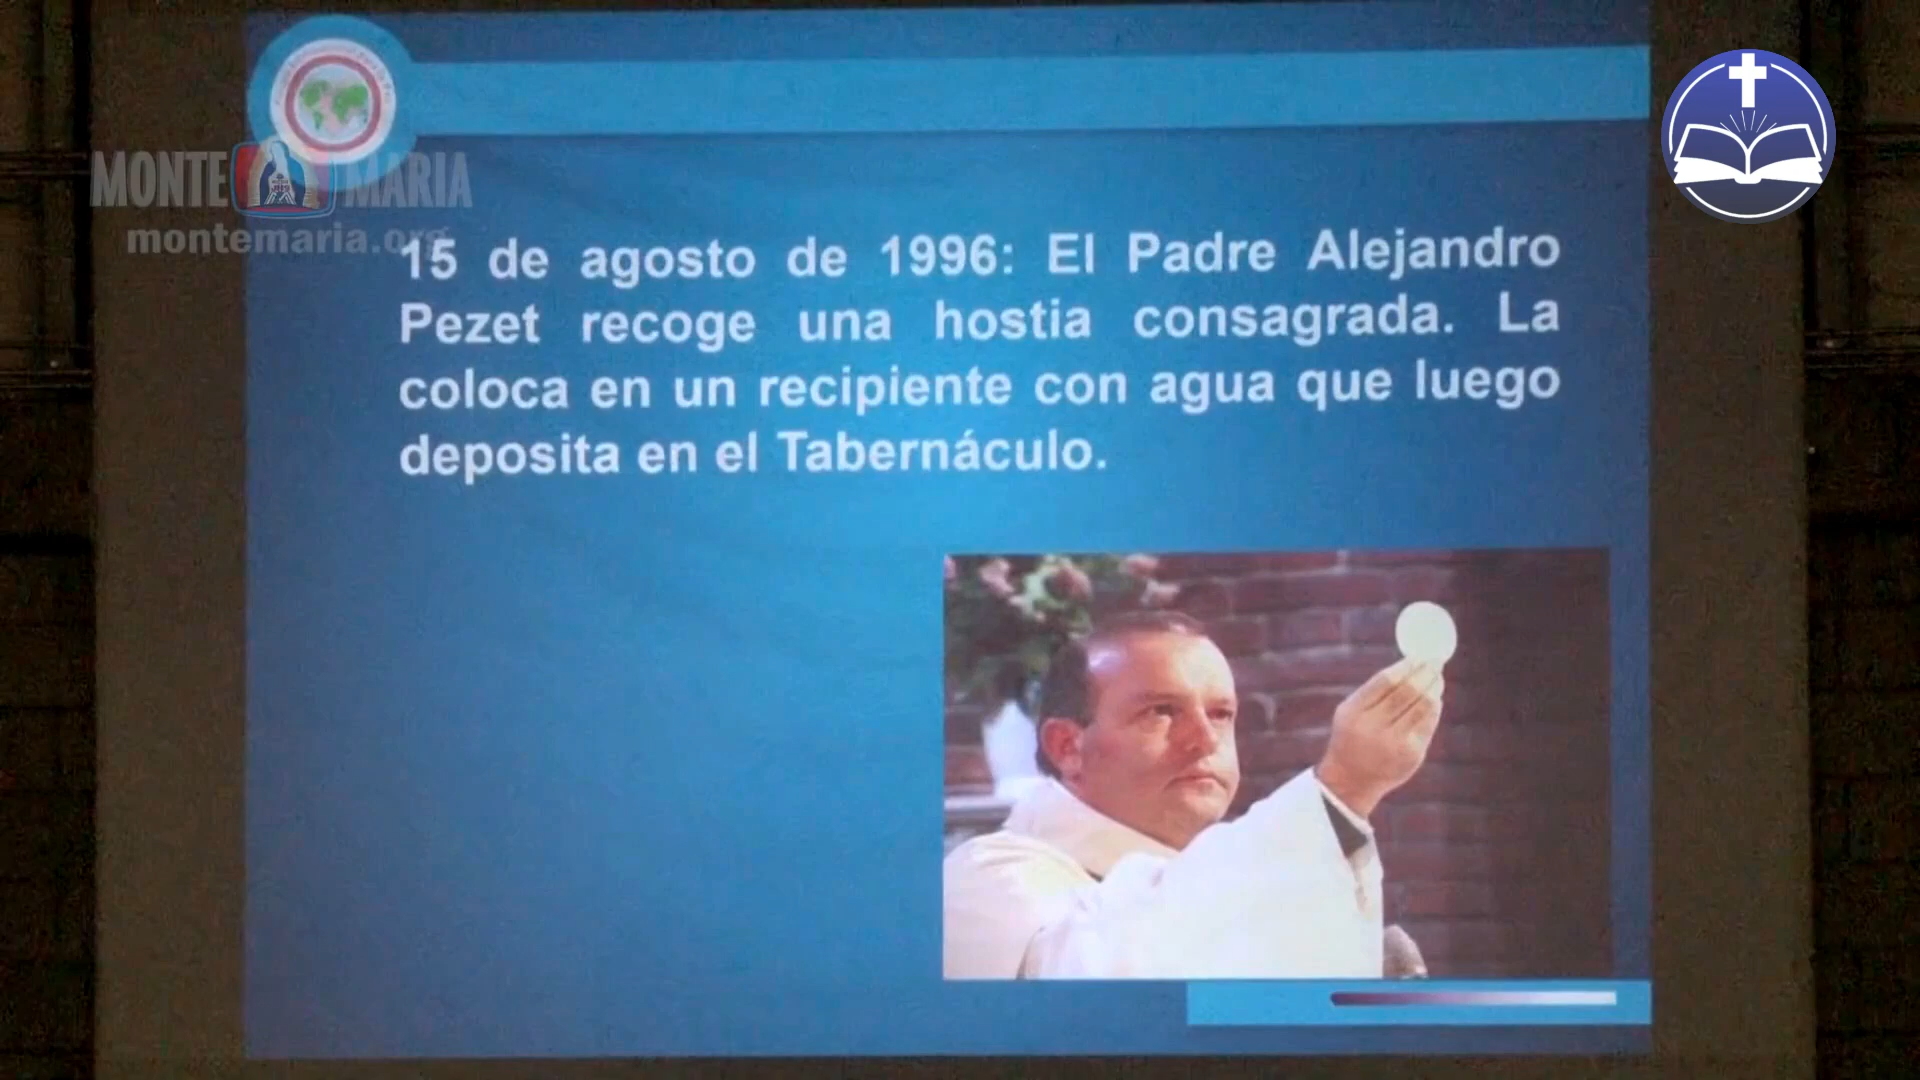 MONTE MARIA
montemaria.org
15 de agosto de 1996: El Padre Alejandro
Pezet recoge una hostia consagrada. La
coloca en un recipiente con agua que luego
deposita en el Tabernáculo.